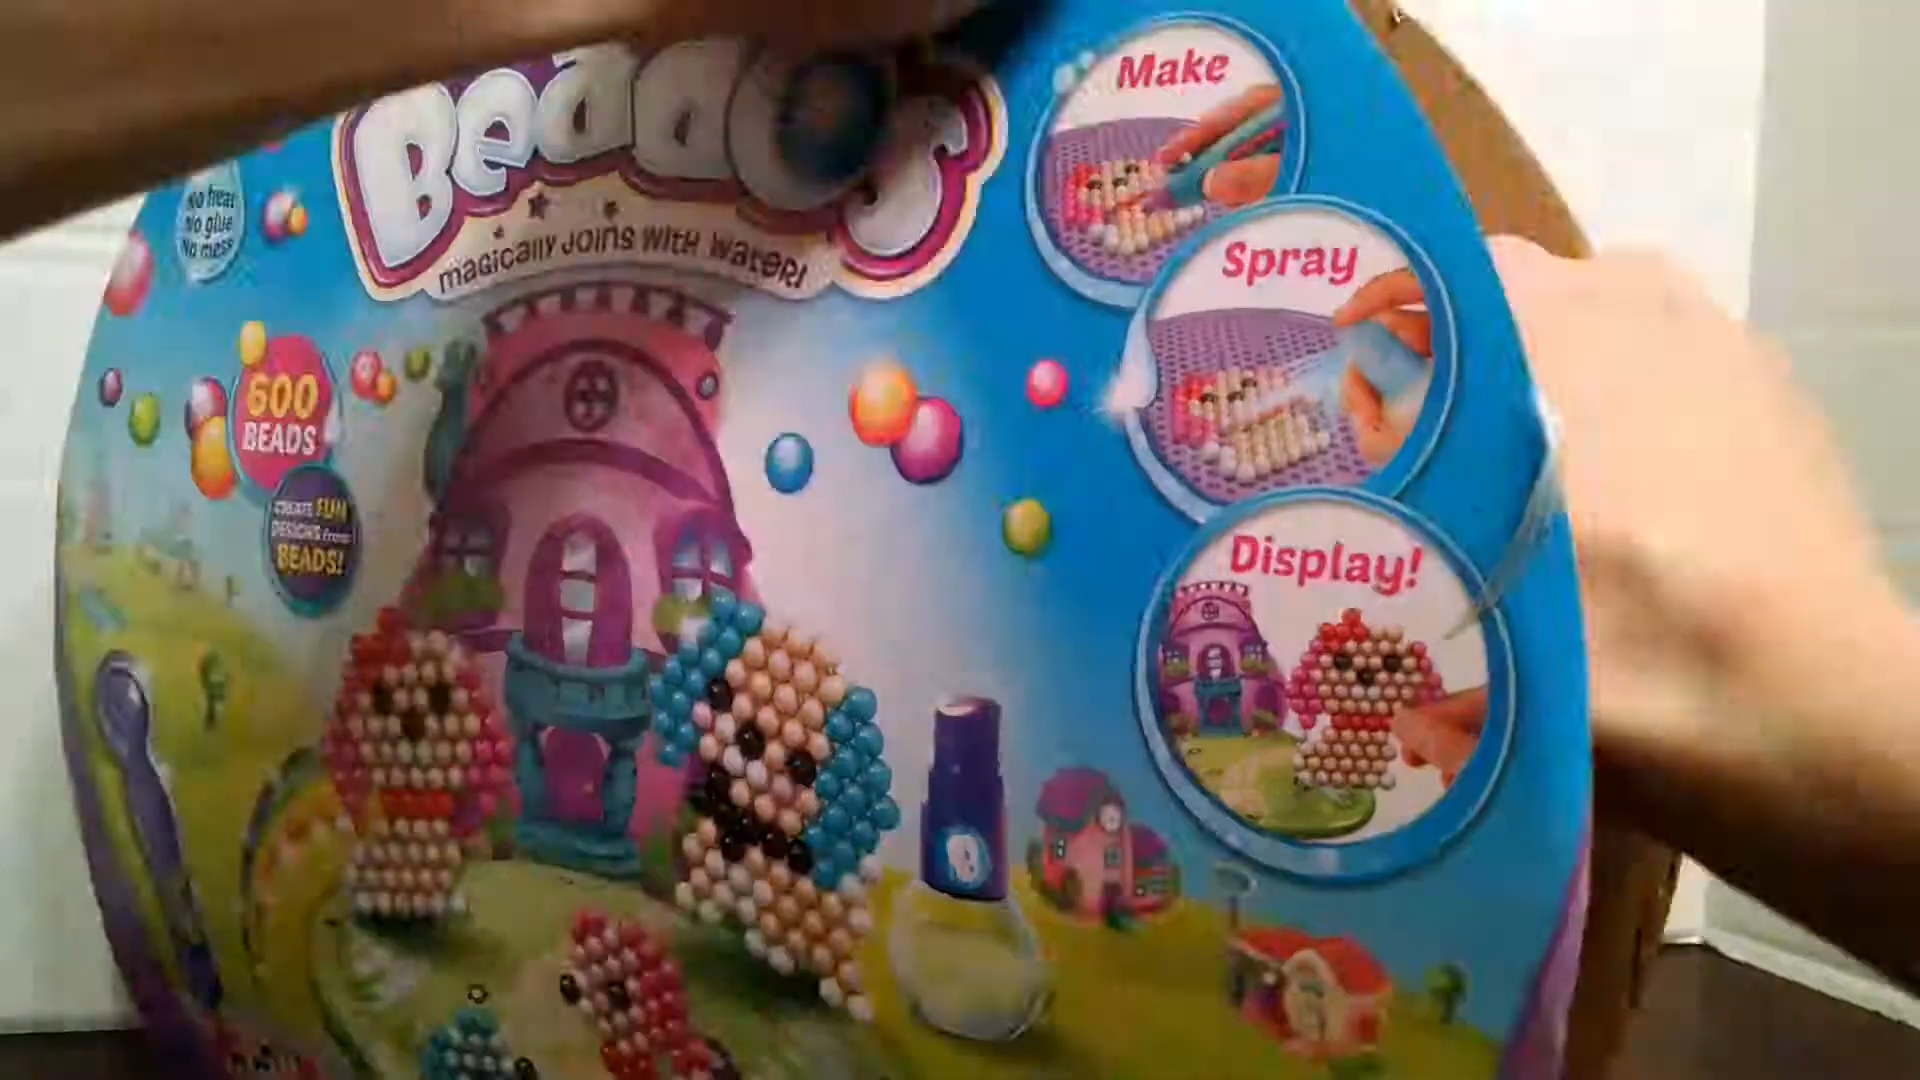 Beados
magically joins with water!
No heat
No glue
No mess
600
BEADS
CREATE FUN
DESIGNS from
BEADS!
Make
Spray
Display!
B